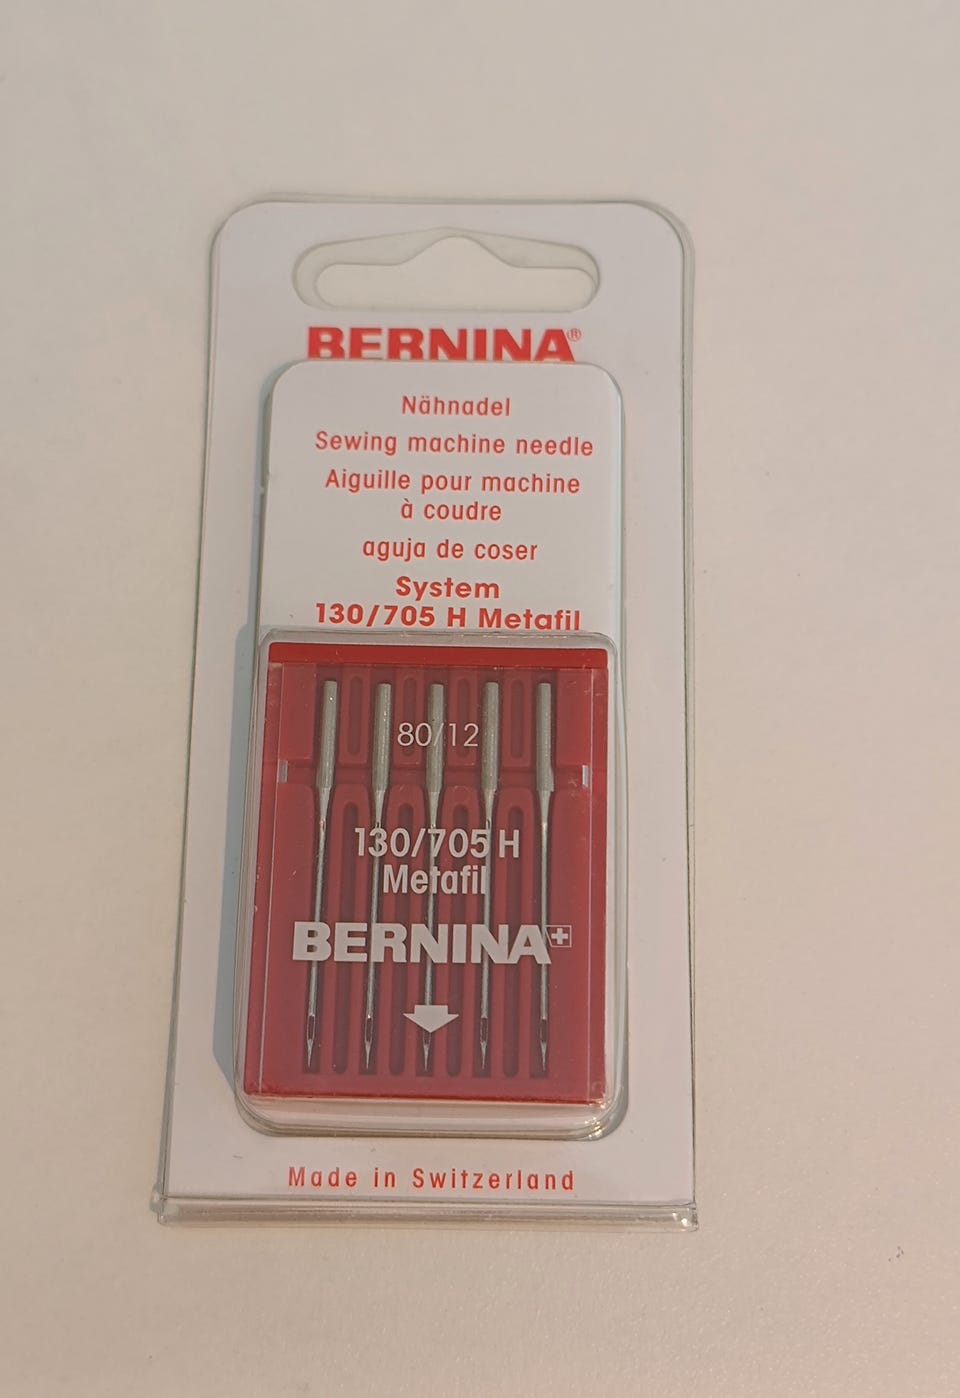 BERNINA®
Nähnadel
Sewing machine needle
Aiguille pour machine
à coudre
aguja de coser
System
130/705 H Metafil
80/12
130/705 H
Metafil
BERNINA
Made in Switzerland